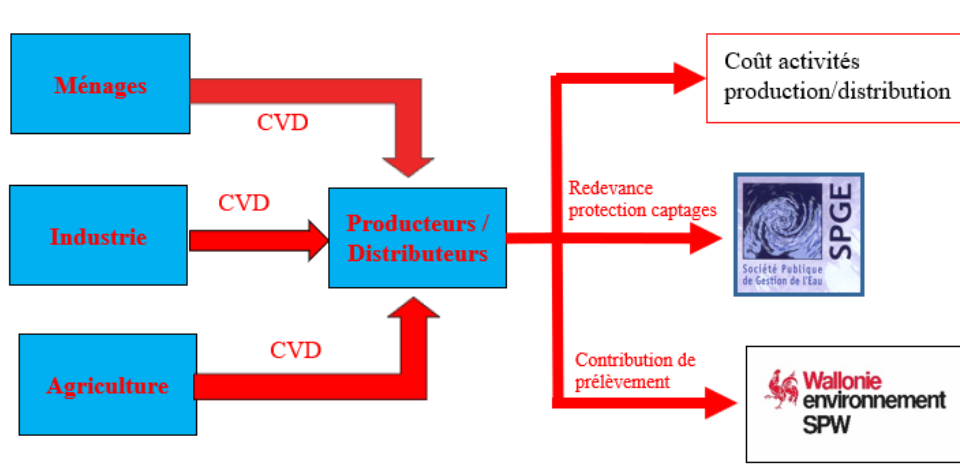 Ménages
CVD
Industrie
CVD
Agriculture
CVD
Producteurs /
Distributeurs
Coût activités
production/distribution
Redevance
protection captages
SPGE
Société Publique
de Gestion de l'Eau
Contribution de
prélèvement
Wallonie
environnement
SPW